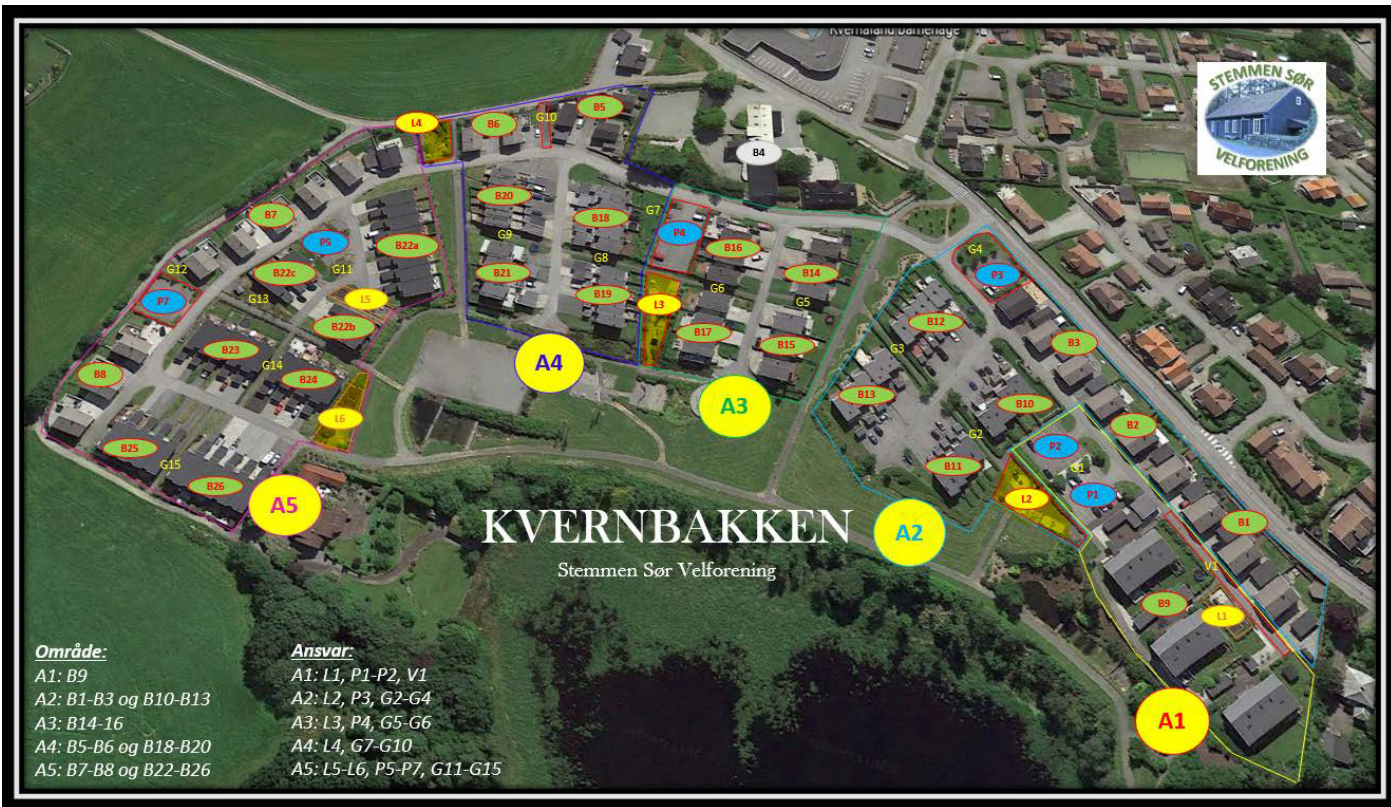 Kvernaland barnehage
STEMMEN SØR
VELFORENING
L4
B6
G10
B5
B4
B20
B18
G7
P4
B16
G4
P3
B7
P5
B22a
G9
G8
B22c
G11
B21
B19
L3
G6
B14
G5
G12
P7
G13
L5
B22b
B17
B15
B12
B3
G3
B23
G14
B24
A4
A3
B13
B10
B8
L6
G2
P2
B2
B25
G15
B26
A5
B11
L2
G1
P1
B1
KVERNBAKKEN
Stemmen Sør Velforening
A2
V1
B9
L1
A1
Område:
A1: B9
A2: B1-B3 og B10-B13
A3: B14-16
A4: B5-B6 og B18-B20
A5: B7-B8 og B22-B26
Ansvar:
A1: L1, P1-P2, V1
A2: L2, P3, G2-G4
A3: L3, P4, G5-G6
A4: L4, G7-G10
A5: L5-L6, P5-P7, G11-G15